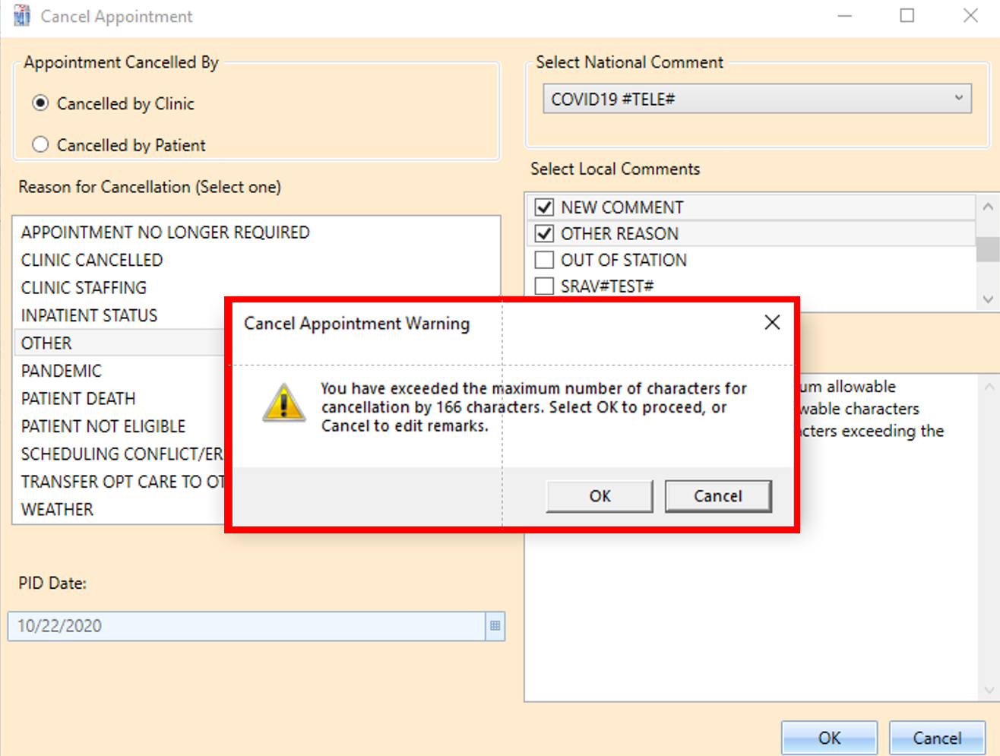 Cancel Appointment
Appointment Cancelled By
Cancelled by Clinic
Cancelled by Patient
Reason for Cancellation (Select one)
APPOINTMENT NO LONGER REQUIRED
CLINIC CANCELLED
CLINIC STAFFING
INPATIENT STATUS
OTHER
PANDEMIC
PATIENT DEATH
PATIENT NOT ELIGIBLE
SCHEDULING CONFLICT/ER
TRANSFER OPT CARE TO OT
WEATHER
PID Date:
10/22/2020
Select National Comment
COVID19 #TELE#
Select Local Comments
NEW COMMENT
OTHER REASON
OUT OF STATION
SRAV#TEST#
allowable
characters
exceeding the
Cancel Appointment Warning
You have exceeded the maximum number of characters for
cancellation by 166 characters. Select OK to proceed, or
Cancel to edit remarks.
OK
Cancel
OK
Cancel